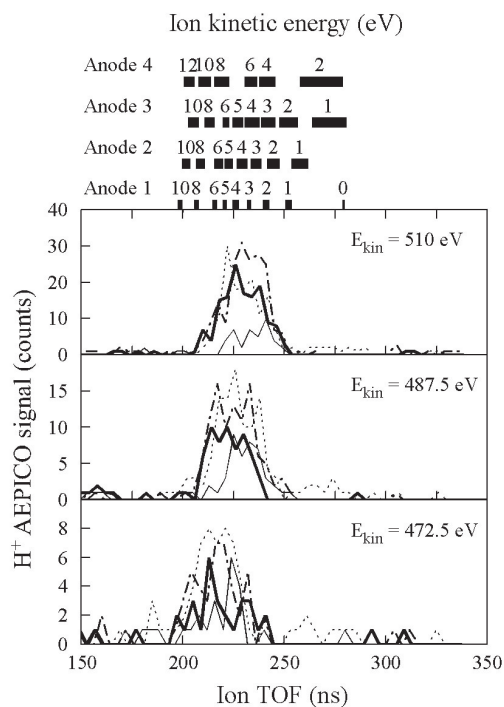 Ion kinetic energy (eV)
Anode 4 12 10 8 6 4 2
Anode 3 10 8 6 5 4 3 2 1
Anode 2 10 8 6 5 4 3 2 1
Anode 1 10 8 6 5 4 3 2 1 0
40
E_kin = 510 eV
30
20
10
0
E_kin = 487.5 eV
15
10
5
0
8
E_kin = 472.5 eV
6
4
2
0
H⁺ AEPICO signal (counts)
150 200 250 300 350
Ion TOF (ns)